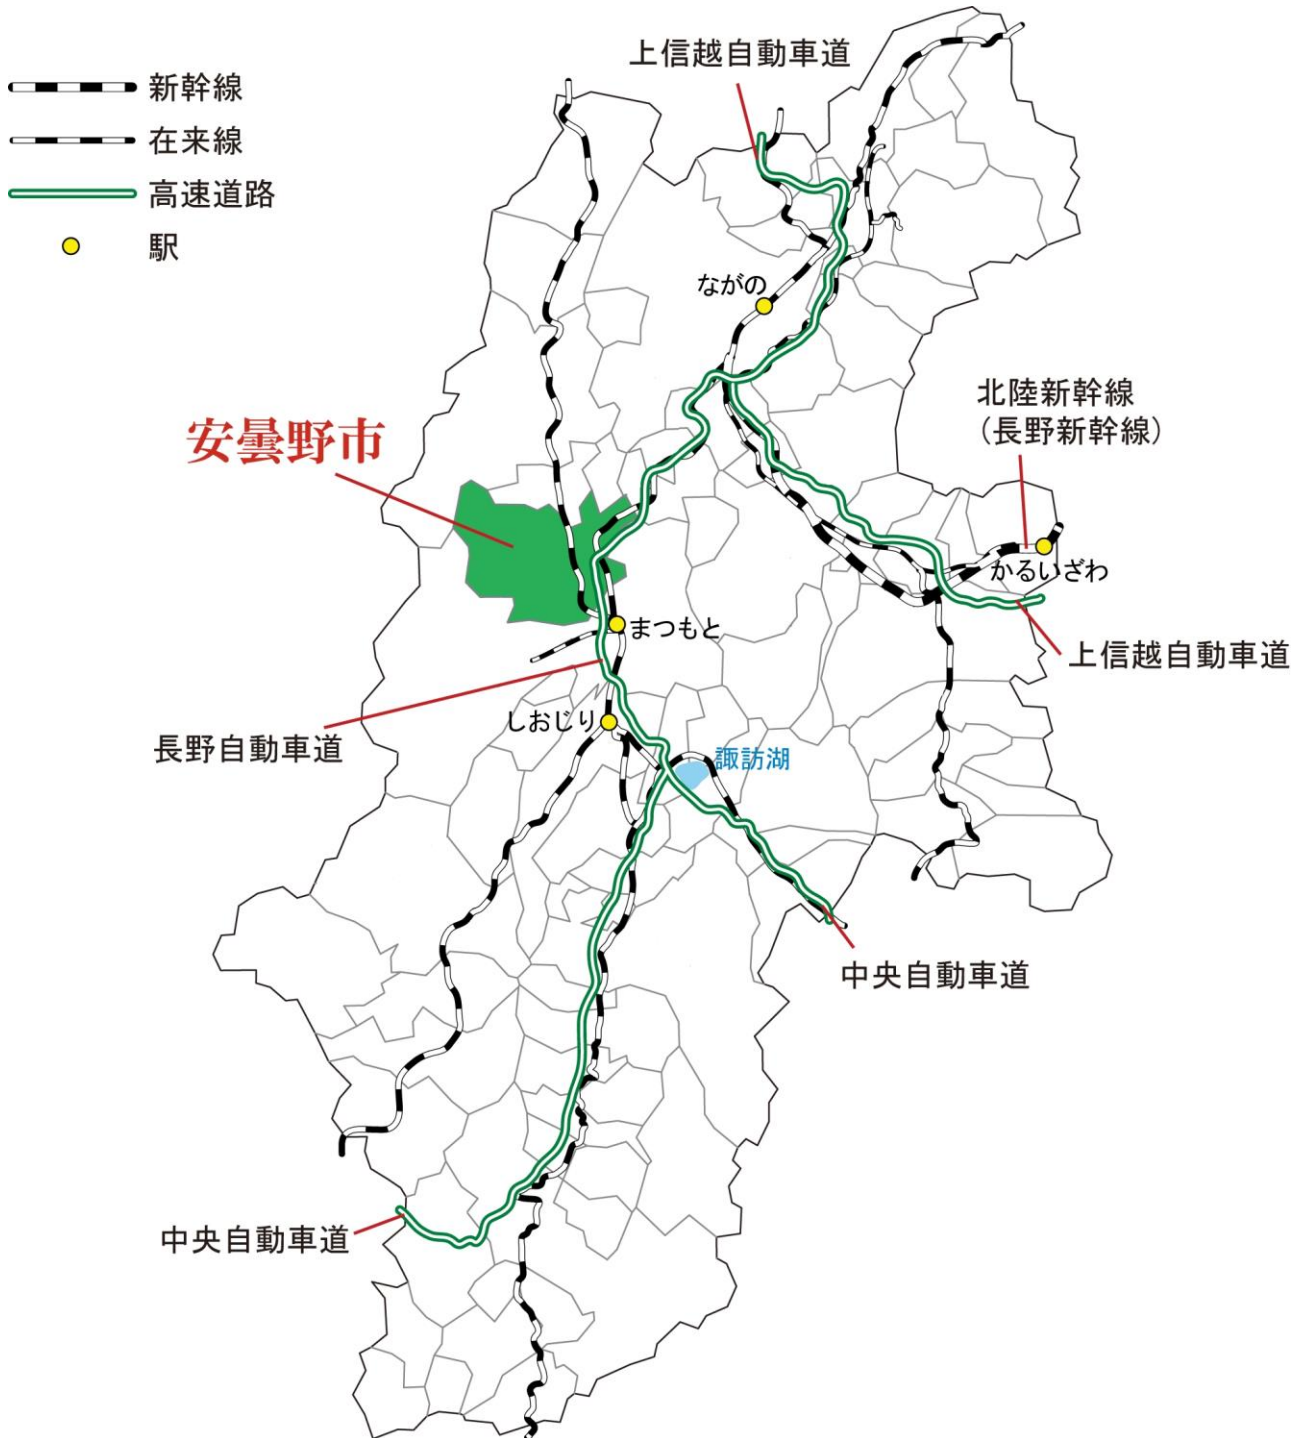 新幹線
在来線
高速道路
駅
上信越自動車道
ながの
北陸新幹線
（長野新幹線）
安曇野市
かるいざわ
まつもと
上信越自動車道
しおじり
長野自動車道
諏訪湖
中央自動車道
中央自動車道